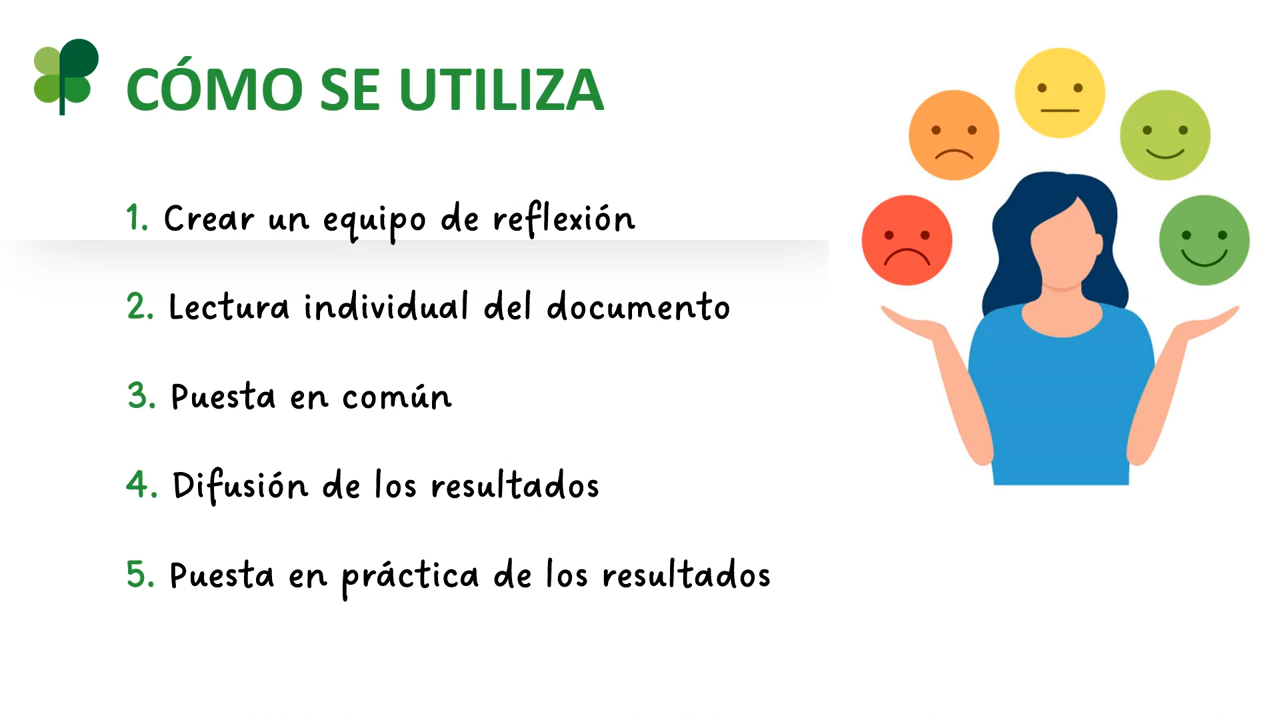 CÓMO SE UTILIZA
1. Crear un equipo de reflexión
2. Lectura individual del documento
3. Puesta en común
4. Difusión de los resultados
5. Puesta en práctica de los resultados